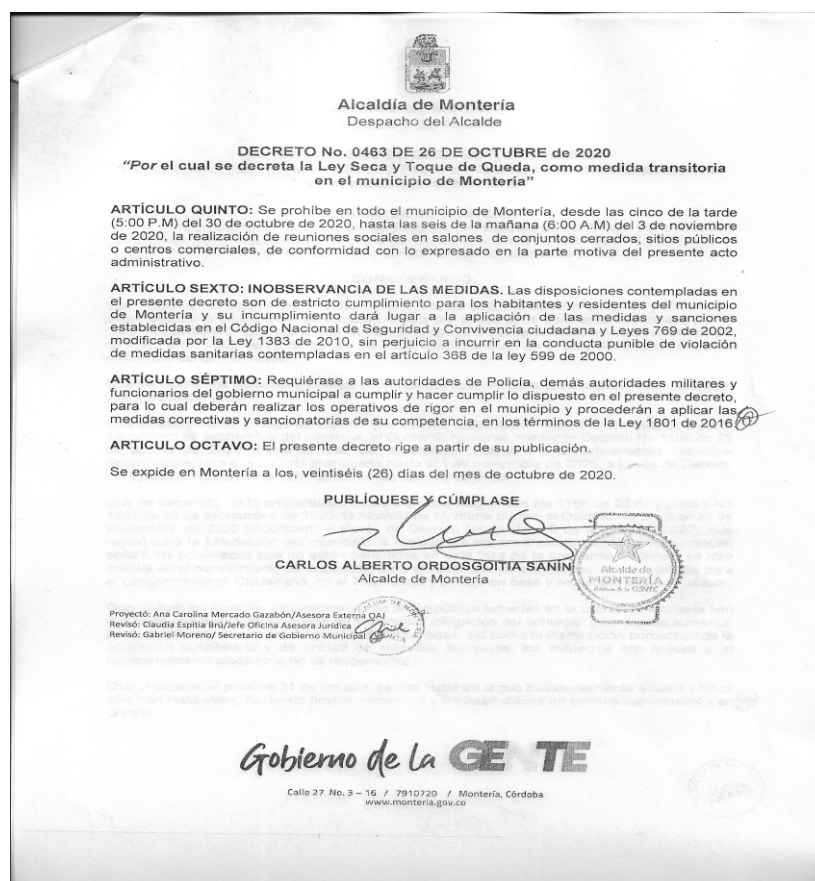 Alcaldía de Montería
Despacho del Alcalde
DECRETO No. 0463 DE 26 DE OCTUBRE de 2020
"Por el cual se decreta la Ley Seca y Toque de Queda, como medida transitoria
en el municipio de Montería"
ARTÍCULO QUINTO: Se prohíbe en todo el municipio de Montería, desde las cinco de la tarde
(5:00 P.M) del 30 de octubre de 2020, hasta las seis de la mañana (6:00 A.M) del 3 de noviembre
de 2020, la realización de reuniones sociales en salones de conjuntos cerrados, sitios públicos
o centros comerciales, de conformidad con lo expresado en la parte motiva del presente acto
administrativo.
ARTÍCULO SEXTO: INOBSERVANCIA DE LAS MEDIDAS. Las disposiciones contempladas en
el presente decreto son de estricto cumplimiento para los habitantes y residentes del municipio
de Montería y su incumplimiento dará lugar a la aplicación de las medidas y sanciones
establecidas en el Código Nacional de Seguridad y Convivencia ciudadana y Leyes 769 de 2002,
modificada por la Ley 1383 de 2010, sin perjuicio a incurrir en la conducta punible de violación
de medidas sanitarias contempladas en el artículo 368 de la ley 599 de 2000.
ARTÍCULO SÉPTIMO: Requiérase a las autoridades de Policía, demás autoridades militares y
funcionarios del gobierno municipal a cumplir y hacer cumplir lo dispuesto en el presente decreto,
para lo cual deberán realizar los operativos de rigor en el municipio y procederán a aplicar las
medidas correctivas y sancionatorias de su competencia, en los términos de la Ley 1801 de 2016
ARTICULO OCTAVO: El presente decreto rige a partir de su publicación.
Se expide en Montería a los, veintiséis (26) días del mes de octubre de 2020.
PUBLÍQUESE Y CÚMPLASE
CARLOS ALBERTO ORDOSGOITIA SANIN
Alcalde de Montería
Alcalde de
MONTERÍA
Proyectó: Ana Carolina Mercado Gazabón/Asesora Externa OAJ
Revisó: Claudia Espitia Brú/Jefe Oficina Asesora Jurídica
Revisó: Gabriel Moreno/ Secretario de Gobierno Municipal
Gobierno de la GENTE
Calle 27 No. 3 – 16 / 7910720 / Montería, Córdoba
www.monteria.gov.co